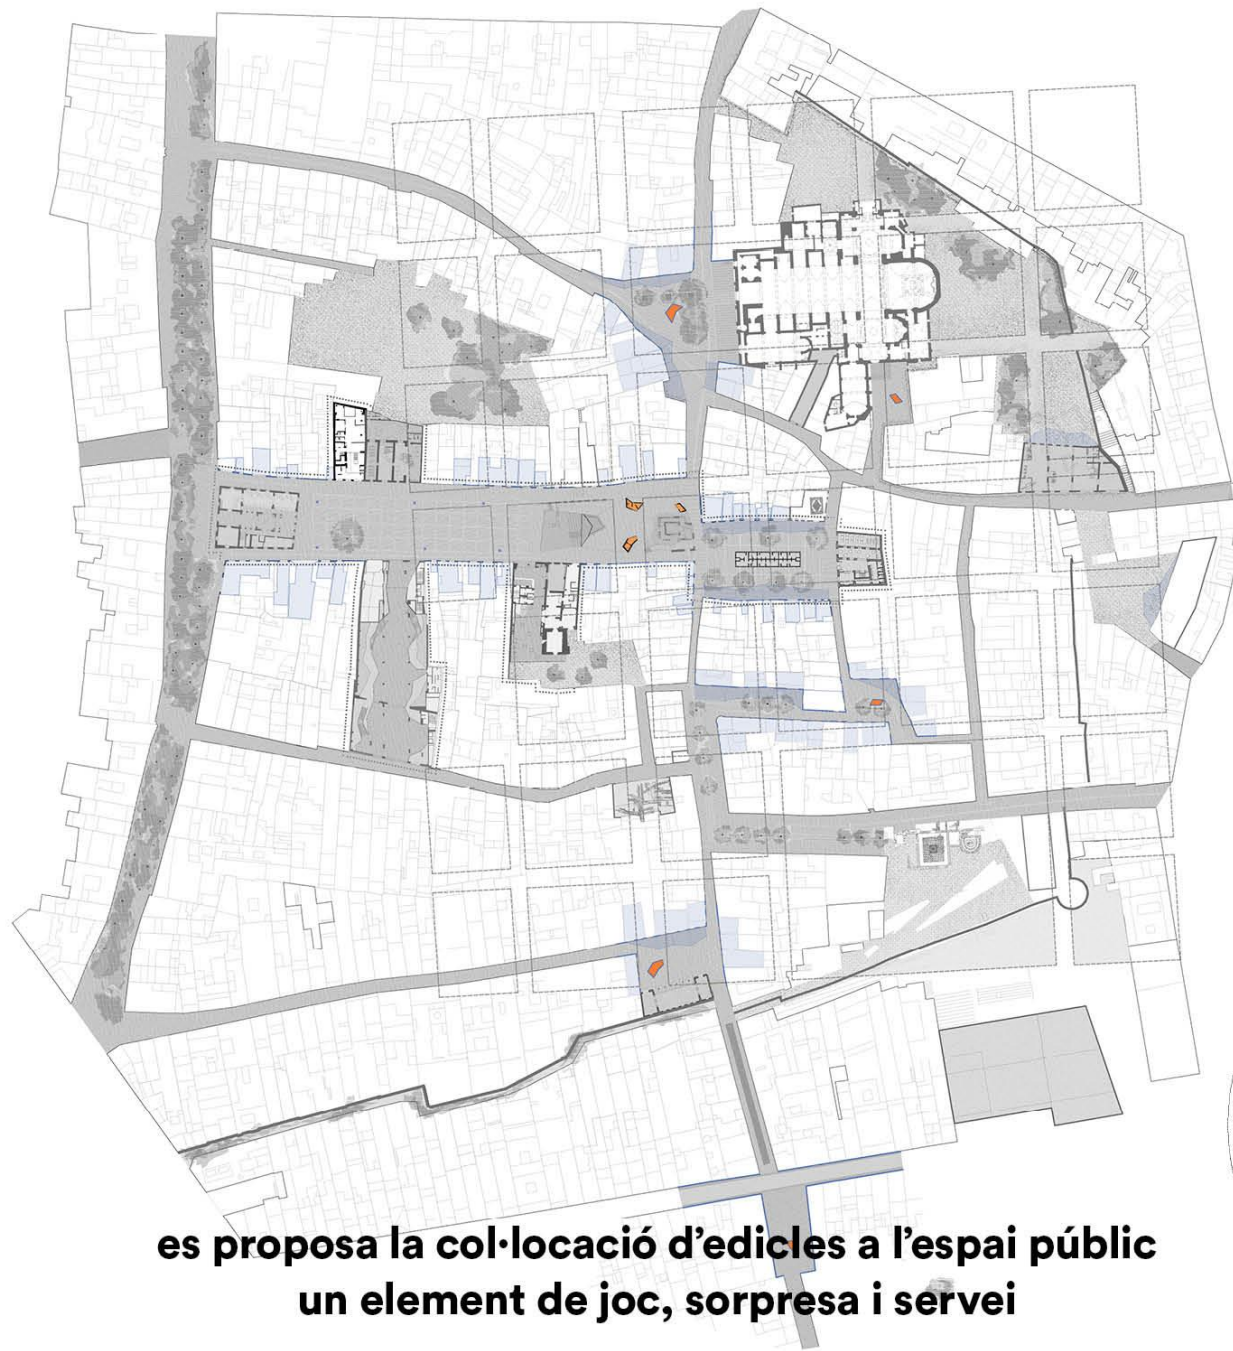 es proposa la col·locació d'edicles a l'espai públic
un element de joc, sorpresa i servei